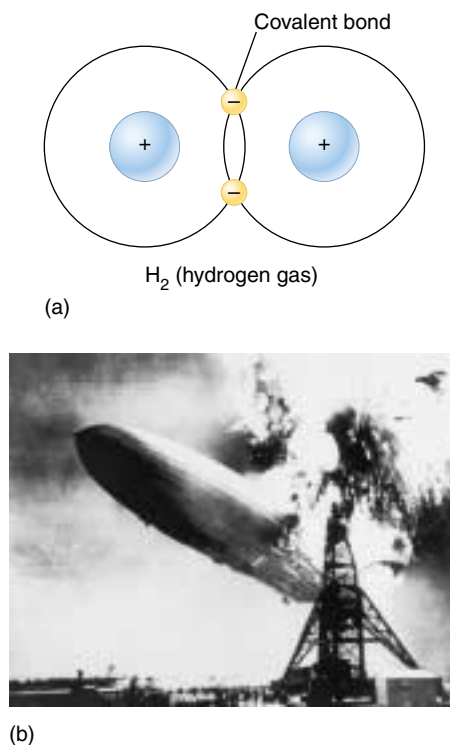 Covalent bond
+
+
−
−
H₂ (hydrogen gas)
(a)
(b)